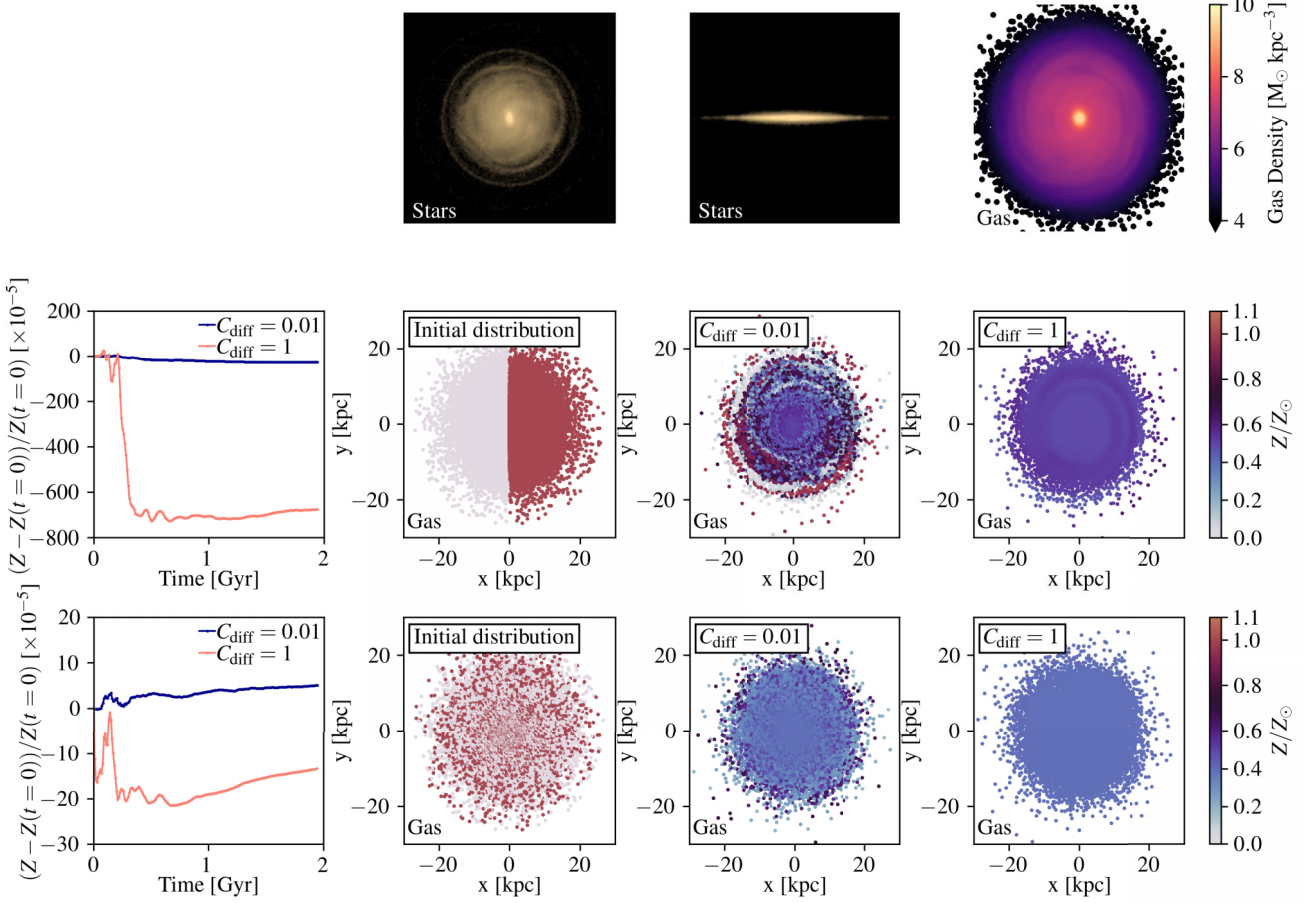 Stars
Stars
Gas
10
8
6
4
Gas Density [M⊙ kpc⁻³]
(Z − Z(t = 0))/Z(t = 0) [×10⁻⁵]
200
0
−200
−400
−600
−800
C_diff = 0.01
C_diff = 1
0 1 2
Time [Gyr]
Initial distribution
Gas
y [kpc]
20
0
−20
−20 0 20
x [kpc]
C_diff = 0.01
Gas
y [kpc]
20
0
−20
−20 0 20
x [kpc]
C_diff = 1
Gas
y [kpc]
20
0
−20
−20 0 20
x [kpc]
1.1
1.0
0.8
0.6
0.4
0.2
0.0
Z/Z⊙
(Z − Z(t = 0))/Z(t = 0) [×10⁻⁵]
20
10
0
−10
−20
−30
C_diff = 0.01
C_diff = 1
0 1 2
Time [Gyr]
Initial distribution
Gas
y [kpc]
20
0
−20
−20 0 20
x [kpc]
C_diff = 0.01
Gas
y [kpc]
20
0
−20
−20 0 20
x [kpc]
C_diff = 1
Gas
y [kpc]
20
0
−20
−20 0 20
x [kpc]
1.1
1.0
0.8
0.6
0.4
0.2
0.0
Z/Z⊙